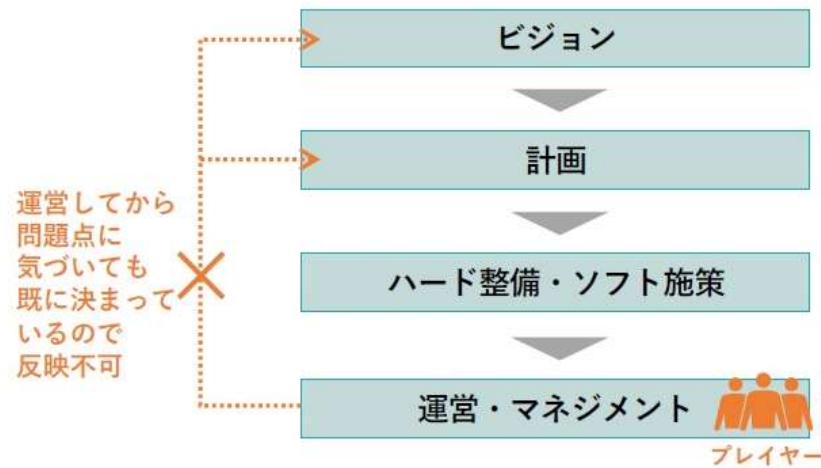 ビジョン
計画
運営してから
問題点に
気づいても
既に決まって
いるので
反映不可
ハード整備・ソフト施策
運営・マネジメント
プレイヤー